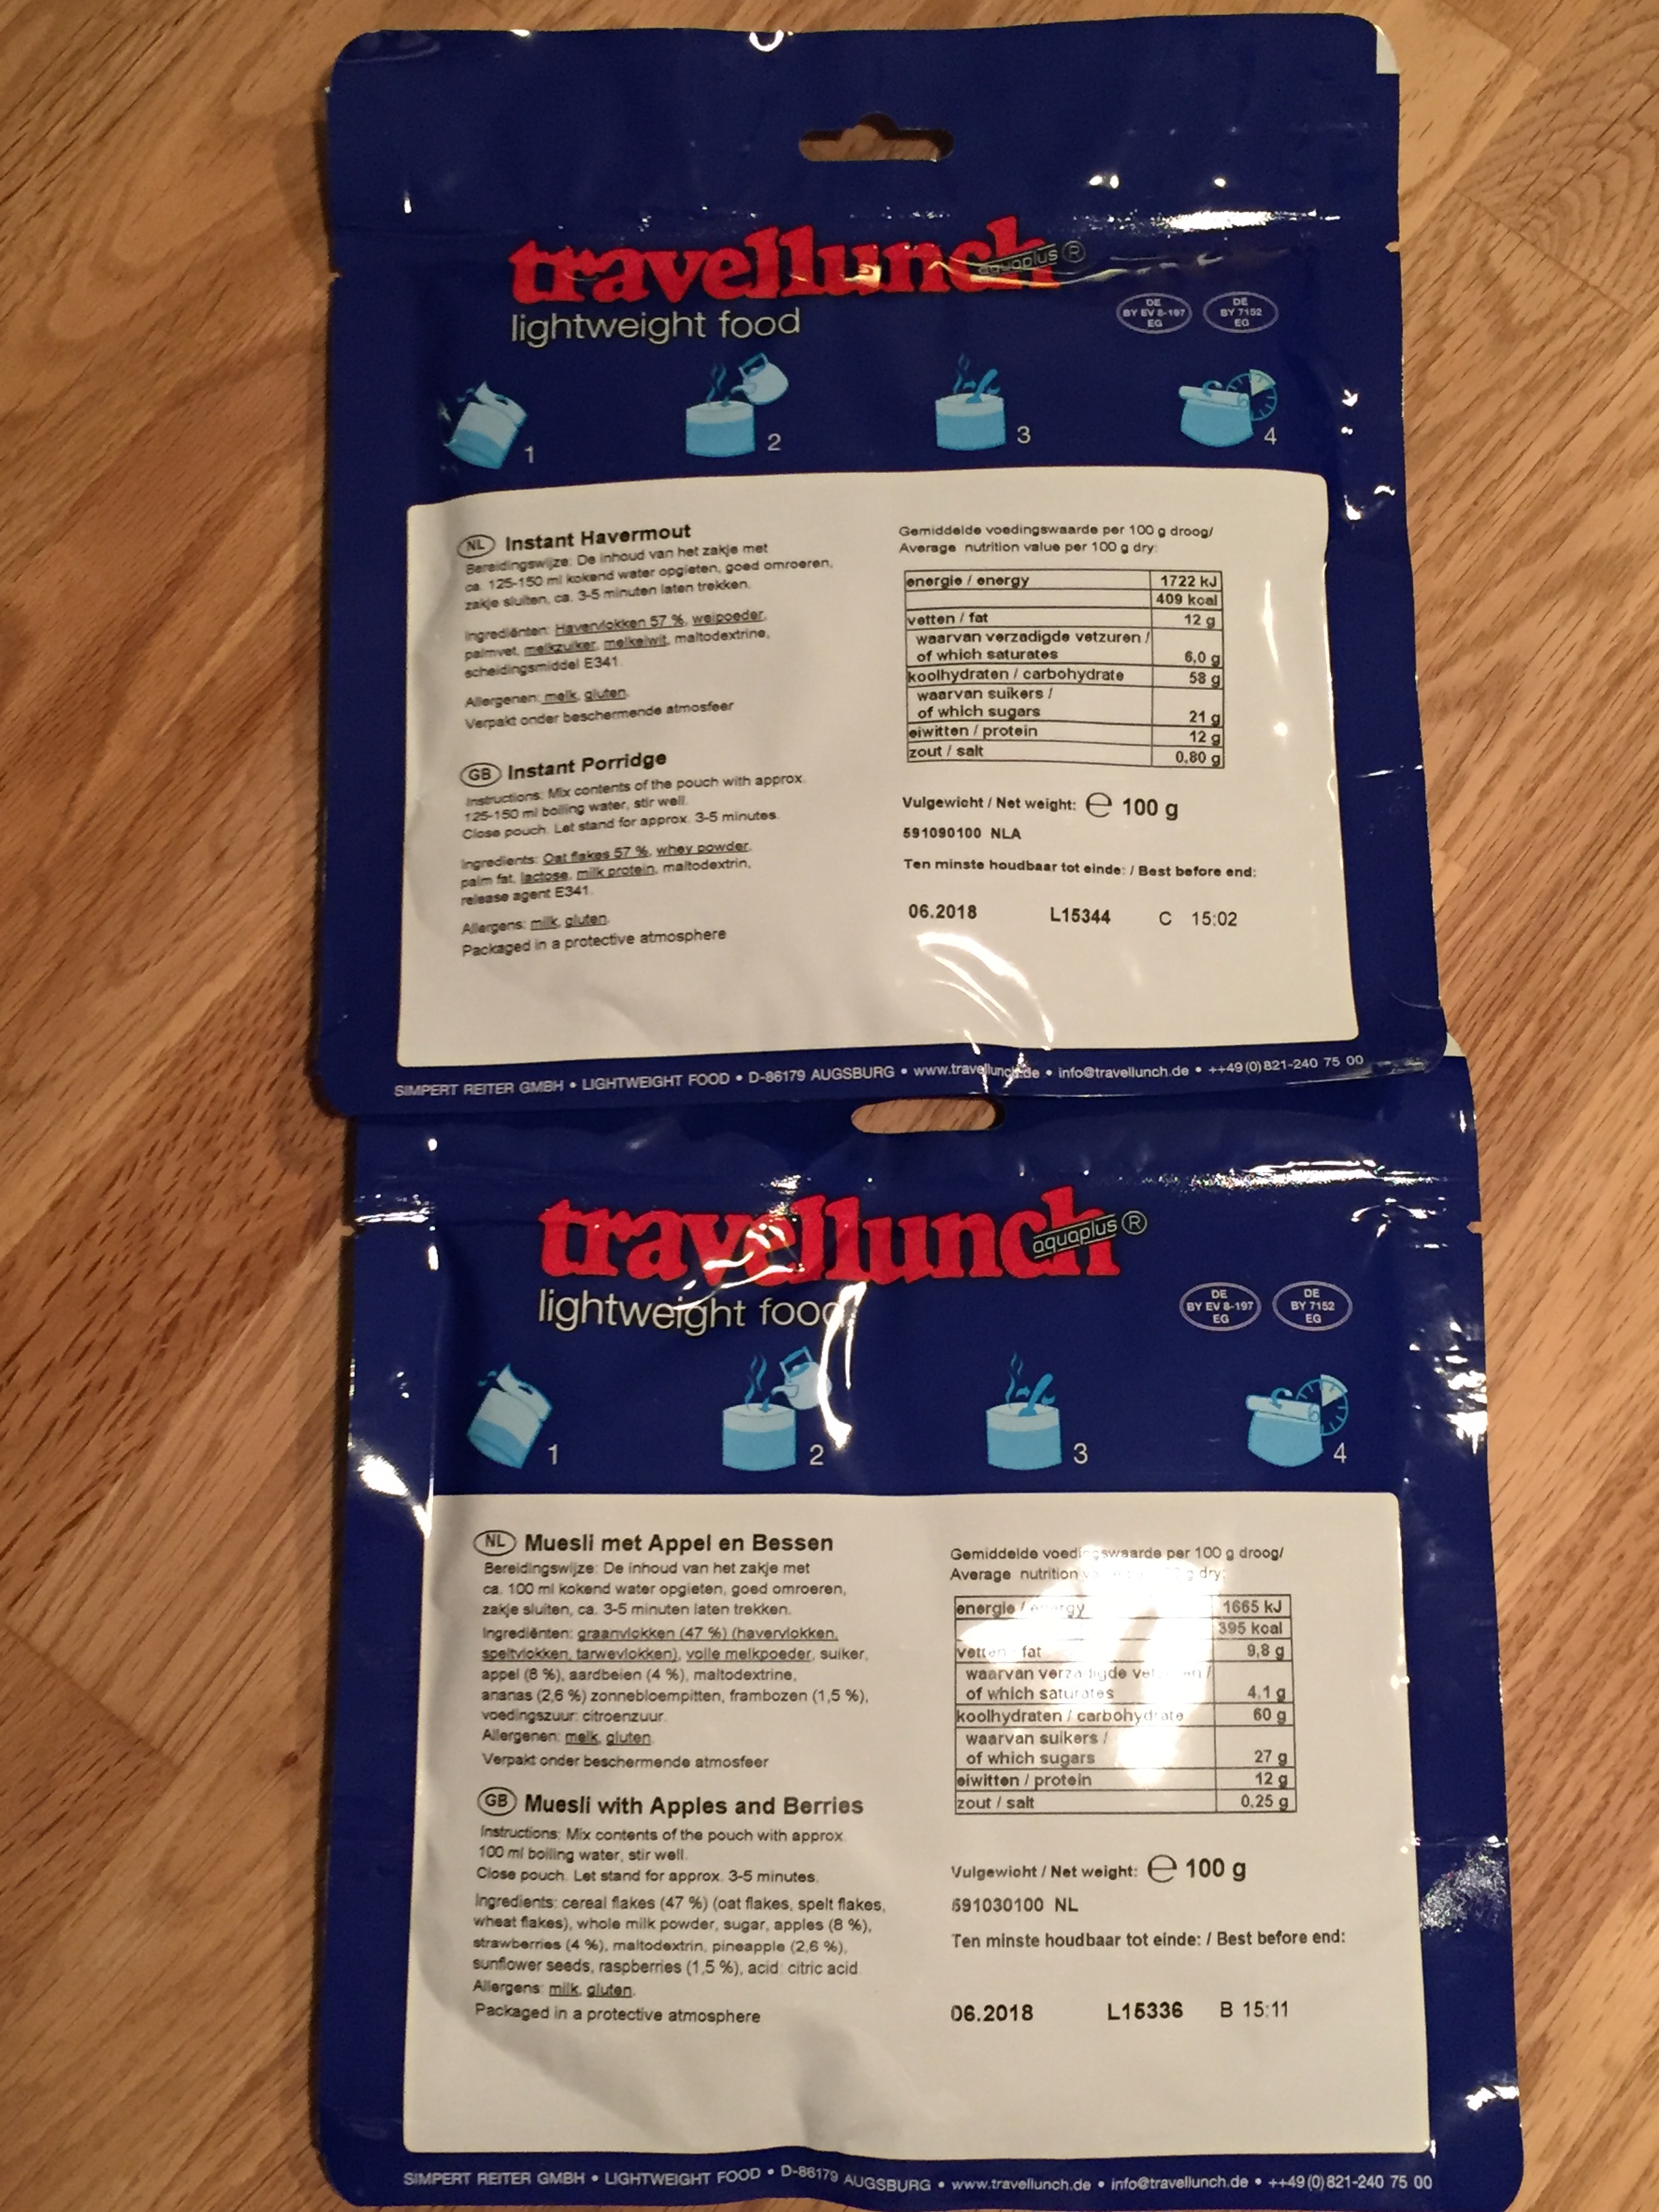 travellunch
aquaplus ®
lightweight food
DE
BY EV 8-197
EG
DE
BY 7152
EG
1
2
3
4
NL Instant Havermout
Bereidingswijze: De inhoud van het zakje met
ca. 125-150 ml kokend water opgieten, goed omroeren,
zakje sluiten, ca. 3-5 minuten laten trekken.
Ingrediënten: Havervlokken 57 %, weipoeder,
palmvet, melkzuiker, melkeiwit, maltodextrine,
scheidingsmiddel E341.
Allergenen: melk, gluten.
Verpakt onder beschermende atmosfeer
GB Instant Porridge
Instructions: Mix contents of the pouch with approx.
125-150 ml boiling water, stir well.
Close pouch. Let stand for approx. 3-5 minutes.
Ingredients: Oat flakes 57 %, whey powder,
palm fat, lactose, milk protein, maltodextrin,
release agent E341.
Allergens: milk, gluten.
Packaged in a protective atmosphere
Gemiddelde voedingswaarde per 100 g droog/
Average nutrition value per 100 g dry:
energie / energy 1722 kJ
409 kcal
vetten / fat 12 g
waarvan verzadigde vetzuren /
of which saturates 6,0 g
koolhydraten / carbohydrate 58 g
waarvan suikers /
of which sugars 21 g
eiwitten / protein 12 g
zout / salt 0,80 g
Vulgewicht / Net weight: e 100 g
591090100 NLA
Ten minste houdbaar tot einde: / Best before end:
06.2018 L15344 C 15:02
SIMPERT REITER GMBH • LIGHTWEIGHT FOOD • D-86179 AUGSBURG • www.travellunch.de • info@travellunch.de • ++49 (0) 821-240 75 00
travellunch
aquaplus ®
lightweight food
DE
BY EV 8-197
EG
DE
BY 7152
EG
1
2
3
4
NL Muesli met Appel en Bessen
Bereidingswijze: De inhoud van het zakje met
ca. 100 ml kokend water opgieten, goed omroeren,
zakje sluiten, ca. 3-5 minuten laten trekken.
Ingrediënten: graanvlokken (47 %) (havervlokken,
speltvlokken, tarwevlokken), volle melkpoeder, suiker,
appel (8 %), aardbeien (4 %), maltodextrine,
ananas (2,6 %) zonnebloempitten, frambozen (1,5 %),
voedingszuur: citroenzuur.
Allergenen: melk, gluten.
Verpakt onder beschermende atmosfeer
GB Muesli with Apples and Berries
Instructions: Mix contents of the pouch with approx.
100 ml boiling water, stir well.
Close pouch. Let stand for approx. 3-5 minutes.
Ingredients: cereal flakes (47 %) (oat flakes, spelt flakes,
wheat flakes), whole milk powder, sugar, apples (8 %),
strawberries (4 %), maltodextrin, pineapple (2,6 %),
sunflower seeds, raspberries (1,5 %), acid: citric acid.
Allergens: milk, gluten.
Packaged in a protective atmosphere
Gemiddelde voedingswaarde per 100 g droog/
Average nutrition dry:
energie / energy 1665 kJ
395 kcal
vetten fat 9,8 g
waarvan verzadigde /
of which saturates 4,1 g
koolhydraten / carbohydrate 60 g
waarvan suikers /
of which sugars 27 g
eiwitten / protein 12 g
zout / salt 0,25 g
Vulgewicht / Net weight: e 100 g
591030100 NL
Ten minste houdbaar tot einde: / Best before end:
06.2018 L15336 B 15:11
SIMPERT REITER GMBH • LIGHTWEIGHT FOOD • D-86179 AUGSBURG • www.travellunch.de • info@travellunch.de • ++49 (0) 821-240 75 00